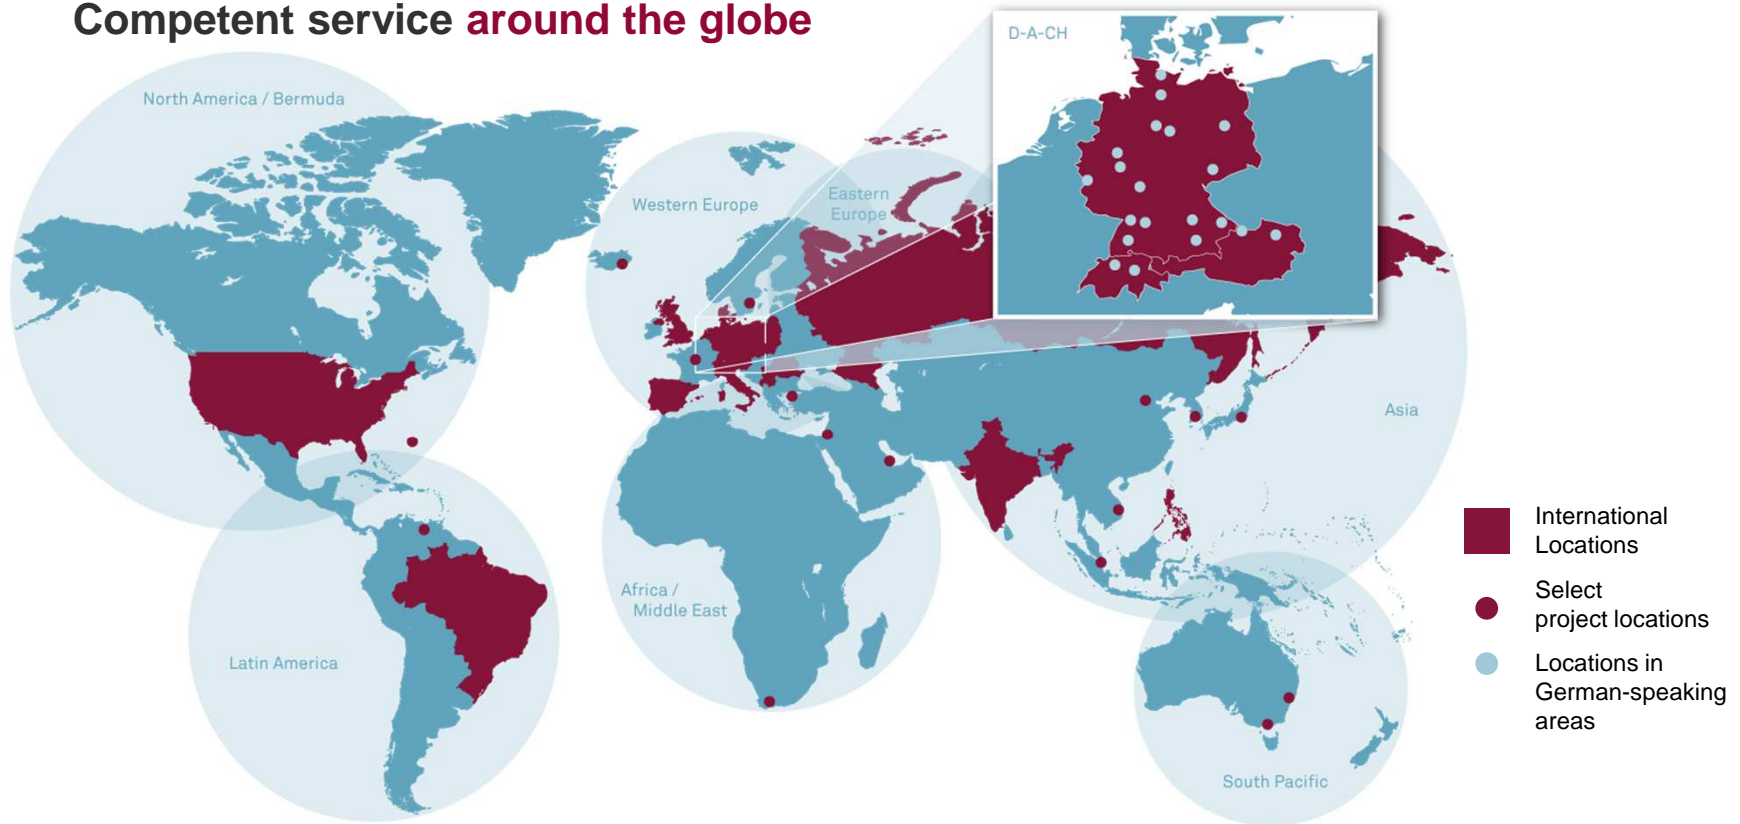 Competent service around the globe
D-A-CH
North America / Bermuda
Western Europe
Eastern
Europe
Asia
Africa /
Middle East
Latin America
South Pacific
International
Locations
Select
project locations
Locations in
German-speaking
areas